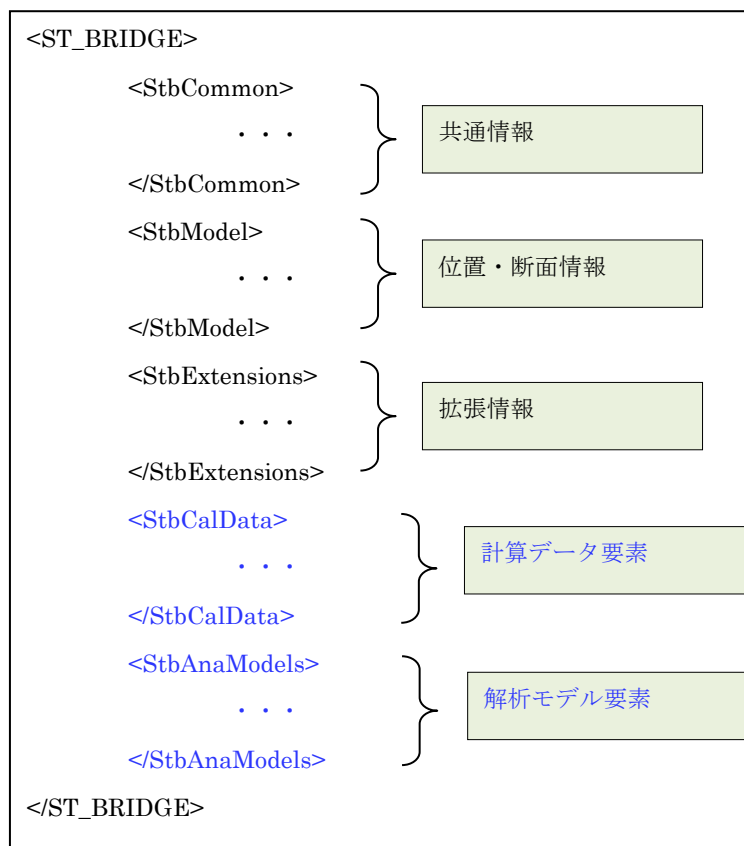 <ST_BRIDGE>
<StbCommon>
・・・
</StbCommon>
共通情報
<StbModel>
・・・
</StbModel>
位置・断面情報
<StbExtensions>
・・・
</StbExtensions>
拡張情報
<StbCalData>
・・・
</StbCalData>
計算データ要素
<StbAnaModels>
・・・
</StbAnaModels>
解析モデル要素
</ST_BRIDGE>